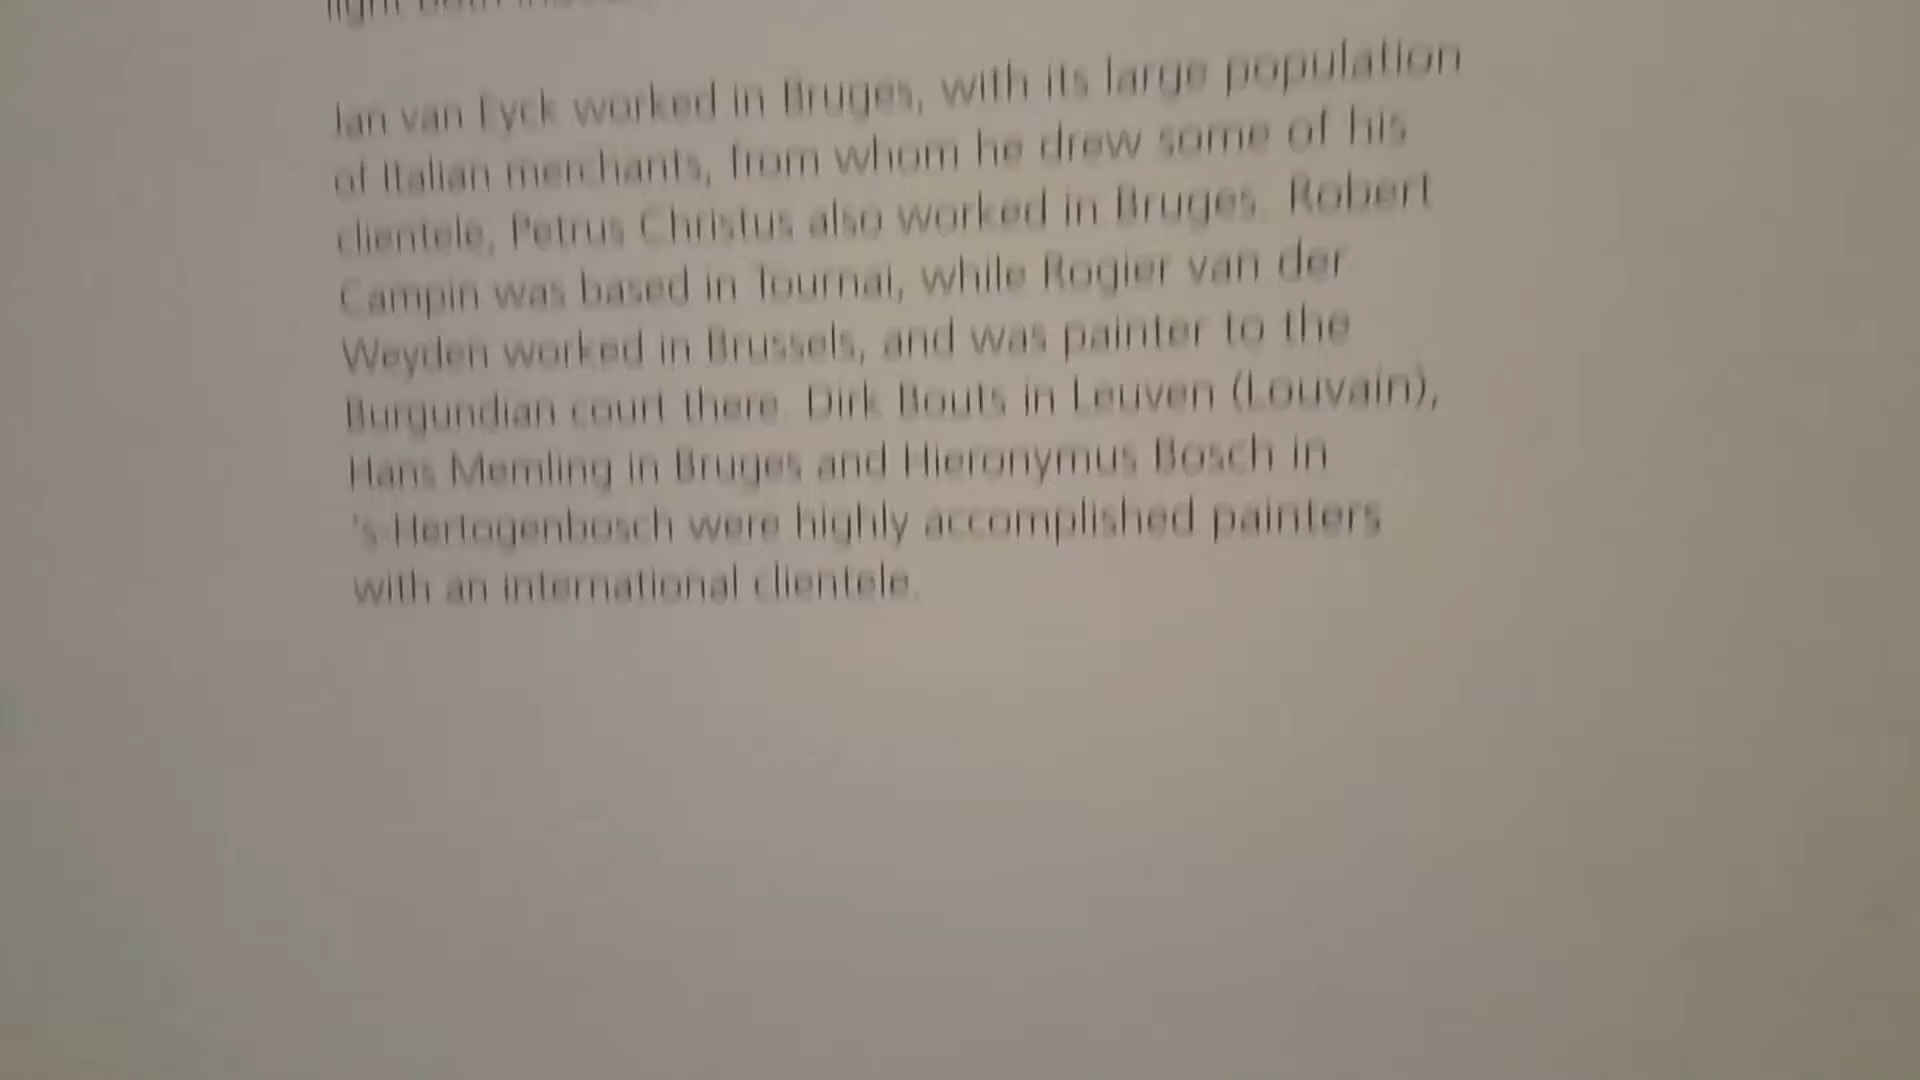 light both
Jan van Eyck worked in Bruges, with its large population
of Italian merchants, from whom he drew some of his
clientele, Petrus Christus also worked in Bruges. Robert
Campin was based in Tournai, while Rogier van der
Weyden worked in Brussels, and was painter to the
Burgundian court there. Dirk Bouts in Leuven (Louvain),
Hans Memling in Bruges and Hieronymus Bosch in
's-Hertogenbosch were highly accomplished painters
with an international clientele.